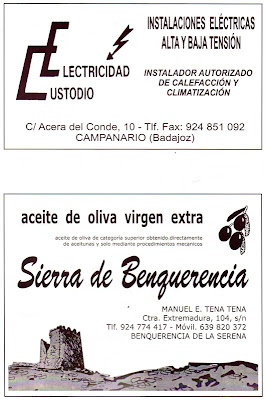 INSTALACIONES ELÉCTRICAS
ALTA Y BAJA TENSIÓN
ELECTRICIDAD
CUSTODIO
INSTALADOR AUTORIZADO
DE CALEFACCIÓN Y
CLIMATIZACIÓN
C/ Acera del Conde, 10 - Tlf. Fax: 924 851 092
CAMPANARIO (Badajoz)
aceite de oliva virgen extra
aceite de oliva de categoría superior obtenido directamente
de aceitunas y solo mediante procedimientos mecánicos
Sierra de Benquerencia
MANUEL E. TENA TENA
Ctra. Extremadura, 104, s/n
Tlf. 924 774 417 - Móvil. 639 820 372
BENQUERENCIA DE LA SERENA